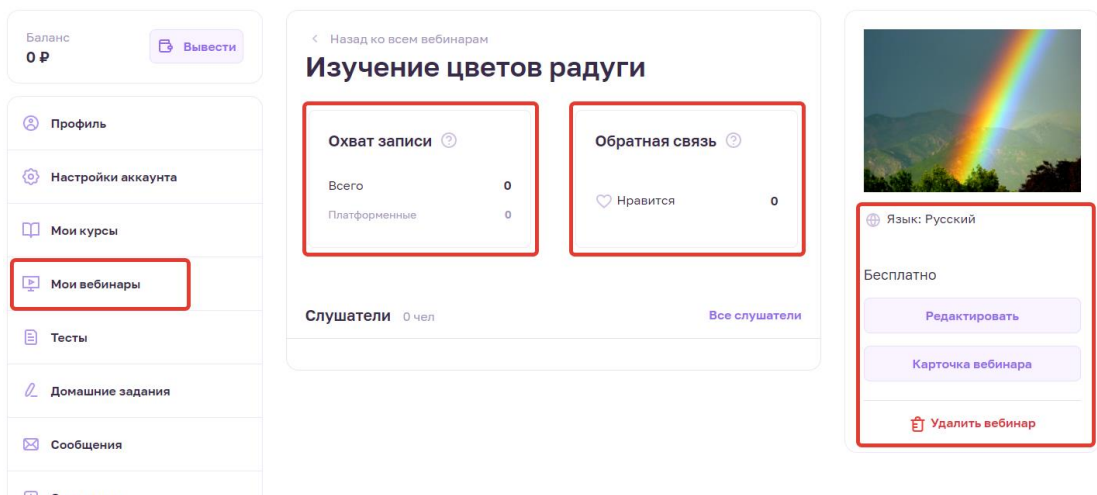 Баланс
0 ₽
Вывести
Профиль
Настройки аккаунта
Мои курсы
Мои вебинары
Тесты
Домашние задания
Сообщения
Назад ко всем вебинарам
Изучение цветов радуги
Охват записи
Всего 0
Платформенные 0
Обратная связь
Нравится 0
Слушатели 0 чел Все слушатели
Язык: Русский
Бесплатно
Редактировать
Карточка вебинара
Удалить вебинар